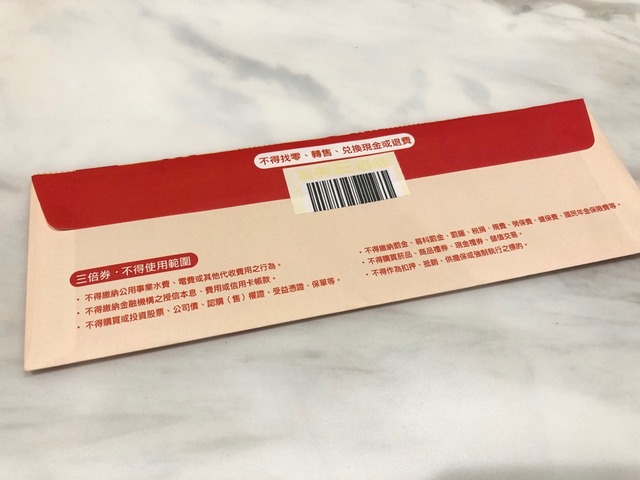 不得找零、轉售、兌換現金或退費
三倍券・不得使用範圍
・不得繳納公用事業水費、電費或其他代收費用之行為。
・不得繳納金融機構之授信本息、費用或信用卡帳款。
・不得購買或投資股票、公司債、認購（售）權證、受益憑證、保單等。
・不得繳納罰金、易科罰金、罰鍰、稅捐、規費、勞保費、健保費、國民年金保險費等。
・不得購買菸品、商品禮券、現金禮券、儲值交易。
・不得作為扣押、抵銷、供擔保或強制執行之標的。